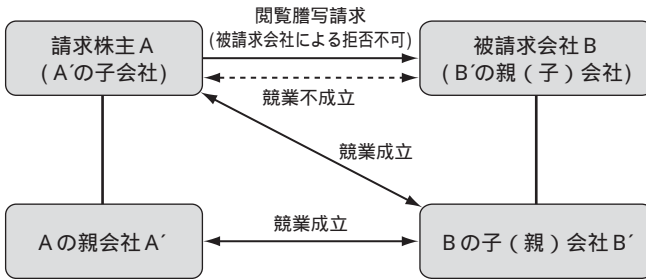 閲覧謄写請求
(被請求会社による拒否不可)
請求株主A
(A´の子会社)
被請求会社B
(B´の親(子)会社)
競業不成立
競業成立
Aの親会社A´
競業成立
Bの子(親)会社B´